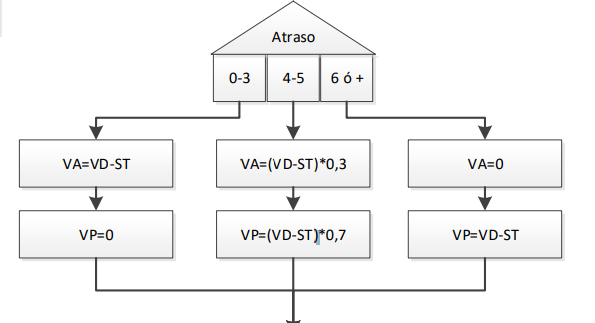 Atraso
0-3 4-5 6 ó +
VA=VD-ST VA=(VD-ST)*0,3 VA=0
VP=0 VP=(VD-ST)*0,7 VP=VD-ST